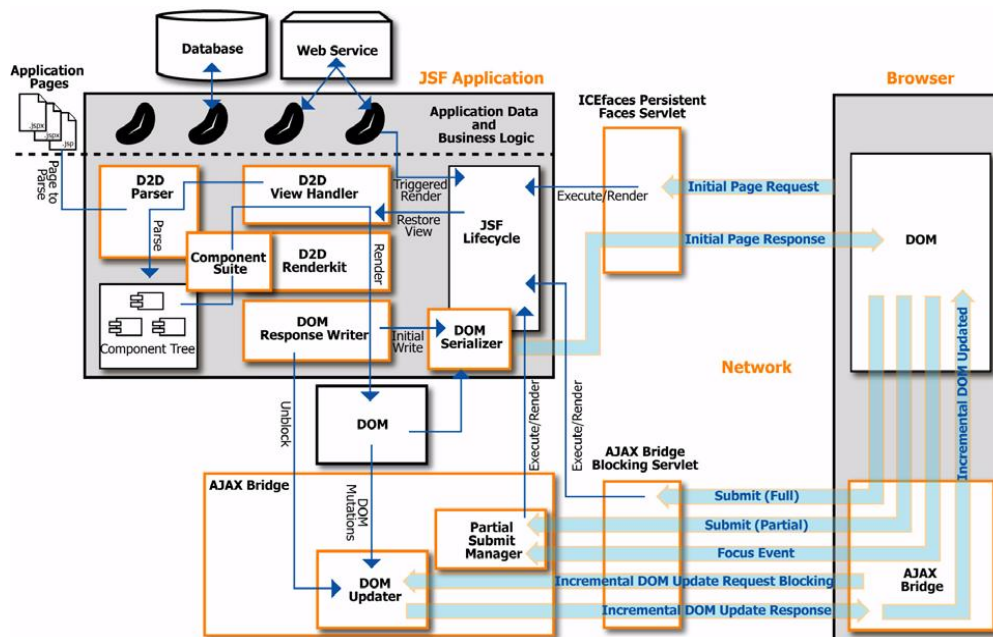 Database
Web Service
Application
Pages
JSF Application
Browser
.jspx
.jspx
.jsp
Application Data
and
Business Logic
ICEfaces Persistent
Faces Servlet
Page to
Parse
D2D
Parser
D2D
View Handler
Triggered
Render
Execute/Render
Initial Page Request
Restore
View
JSF
Lifecycle
Initial Page Response
DOM
Parse
Component
Suite
D2D
Renderkit
Render
Component Tree
DOM
Response Writer
Initial
Write
DOM
Serializer
Network
Incremental DOM Updated
Unblock
DOM
Execute/Render
Execute/Render
AJAX Bridge
Blocking Servlet
AJAX Bridge
DOM
Mutations
Submit (Full)
Partial
Submit
Manager
Submit (Partial)
Focus Event
DOM
Updater
Incremental DOM Update Request Blocking
AJAX
Bridge
Incremental DOM Update Response